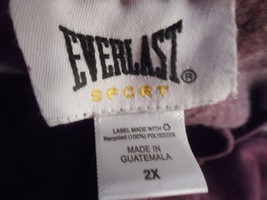 EVERLAST®
SPORT
LABEL MADE WITH
Recycled (100%) POLYESTER
MADE IN
GUATEMALA
2X